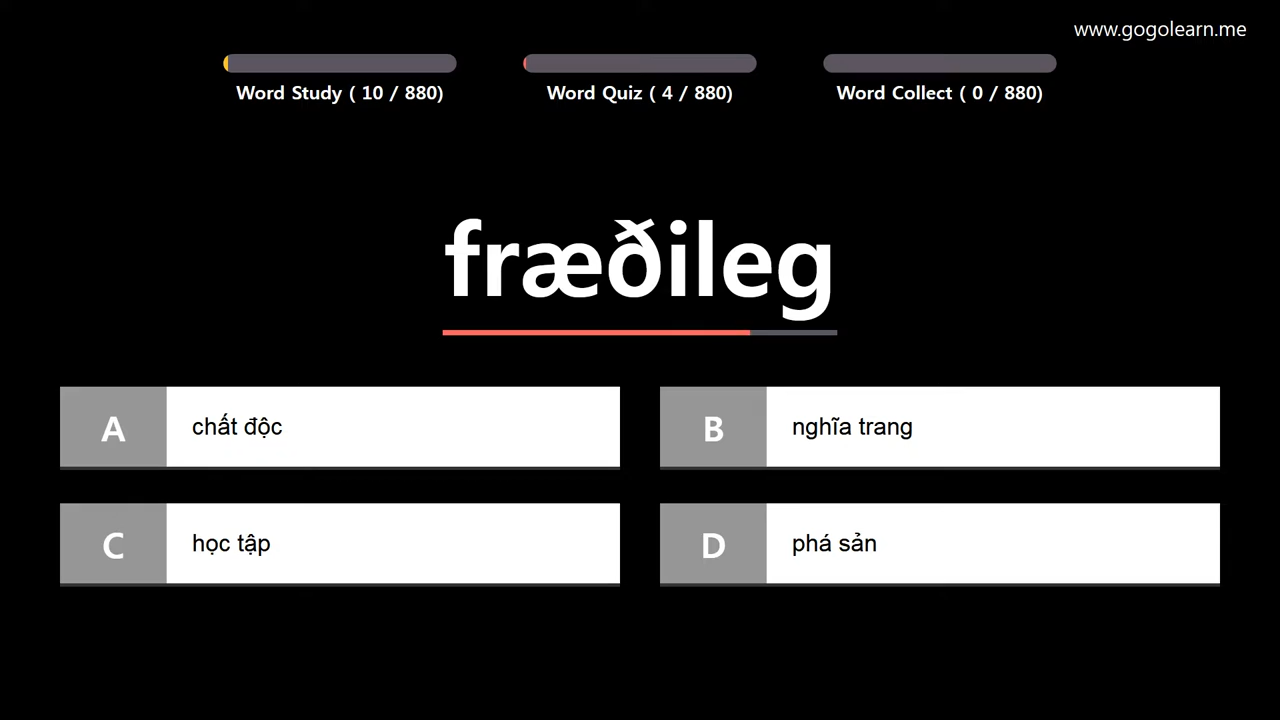 www.gogolearn.me
Word Study ( 10 / 880)
Word Quiz ( 4 / 880)
Word Collect ( 0 / 880)
fræðileg
A chất độc
B nghĩa trang
C học tập
D phá sản